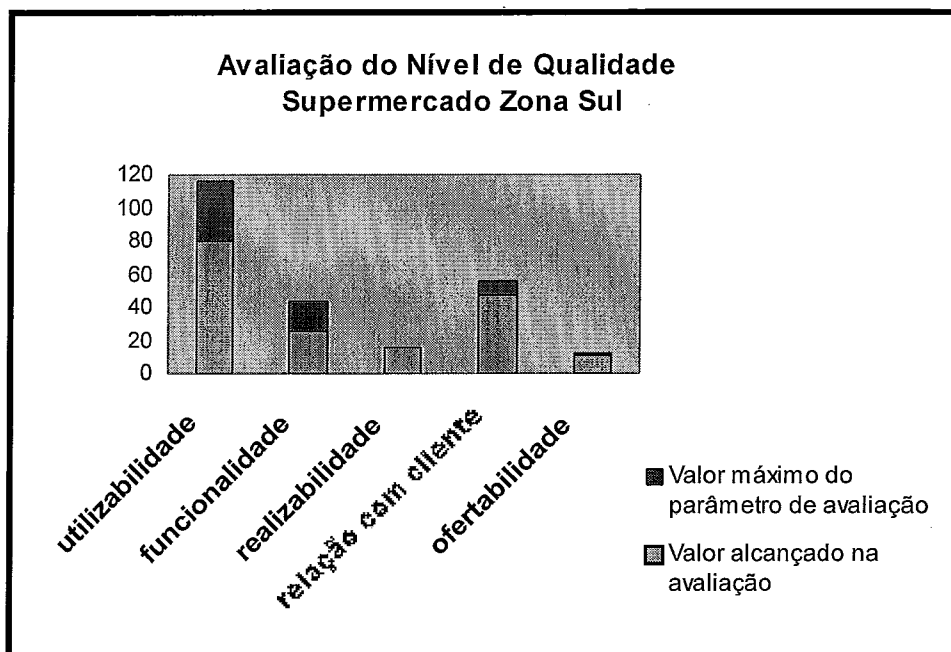 Avaliação do Nível de Qualidade
Supermercado Zona Sul
120
100
80
60
40
20
0
utilizabilidade
funcionalidade
realizabilidade
relação com cliente
ofertabilidade
Valor máximo do
parâmetro de avaliação
Valor alcançado na
avaliação